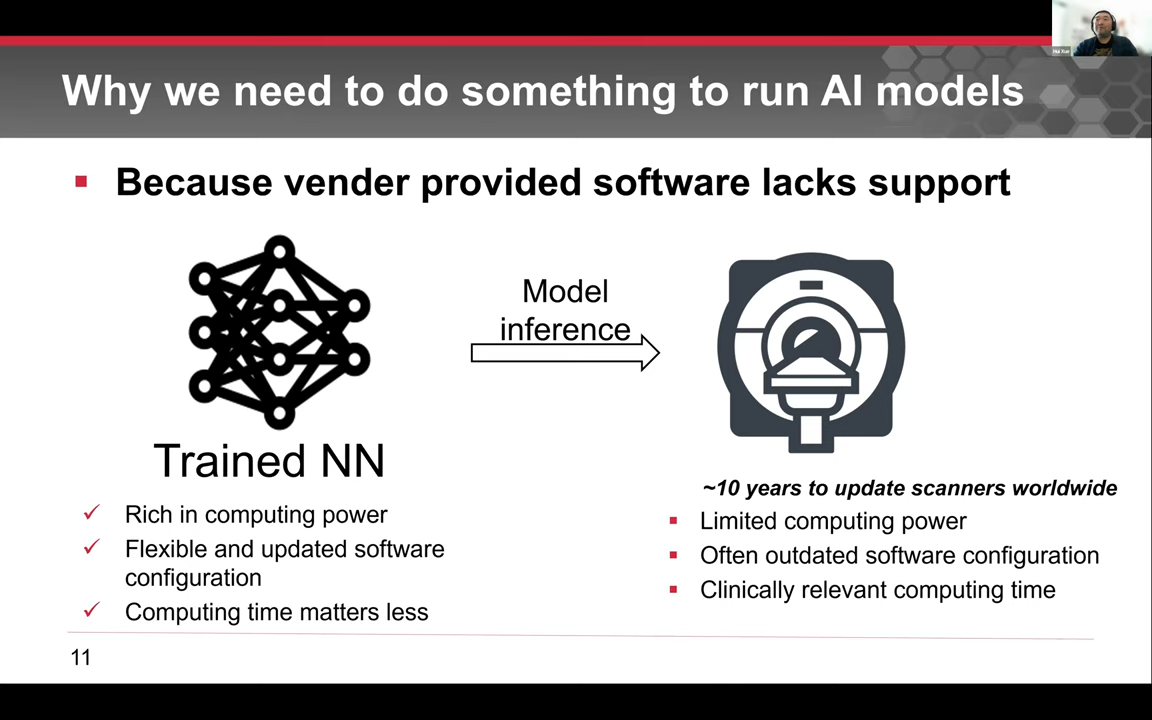 Hui Xue
Why we need to do something to run AI models
Because vender provided software lacks support
Model
inference
Trained NN
Rich in computing power
Flexible and updated software
configuration
Computing time matters less
~10 years to update scanners worldwide
Limited computing power
Often outdated software configuration
Clinically relevant computing time
11